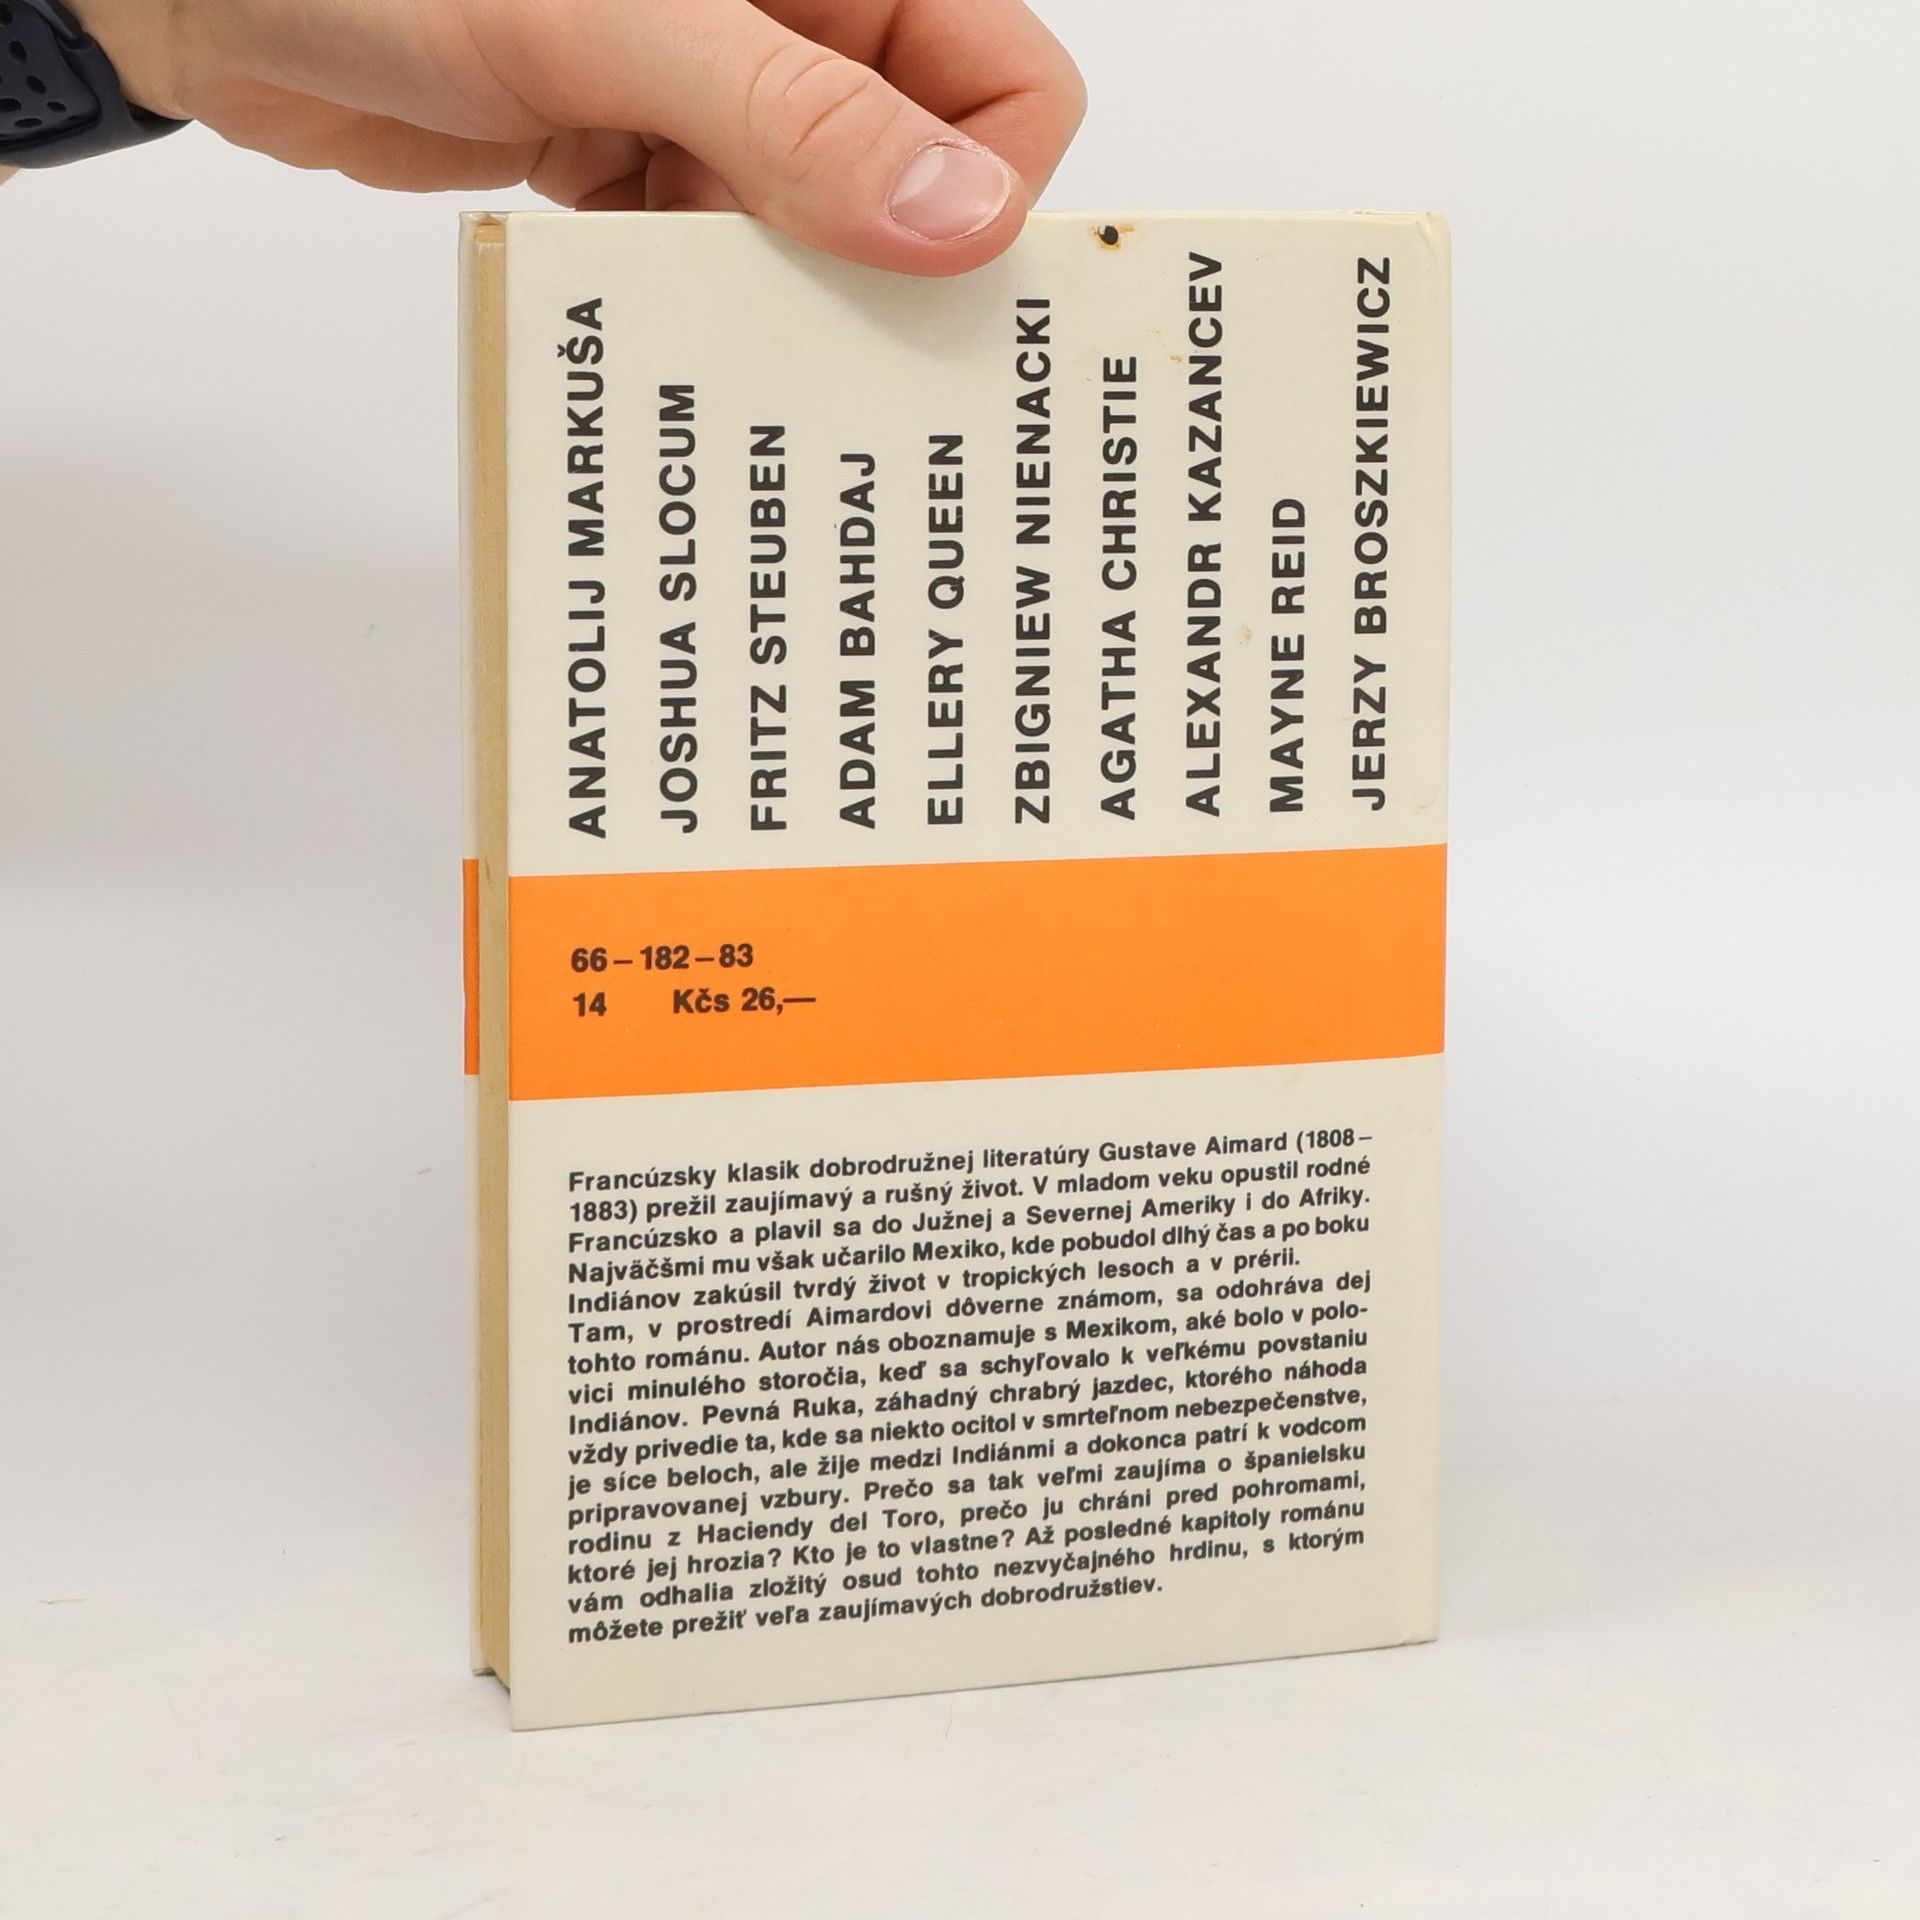 ANATOLIJ MARKUŠA
JOSHUA SLOCUM
FRITZ STEUBEN
ADAM BAHDAJ
ELLERY QUEEN
ZBIGNIEW NIENACKI
AGATHA CHRISTIE
ALEXANDR KAZANCEV
MAYNE REID
JERZY BROSZKIEWICZ
66–182–83
14 Kčs 26,—
Francúzsky klasik dobrodružnej literatúry Gustave Aimard (1808–
1883) prežil zaujímavý a rušný život. V mladom veku opustil rodné
Francúzsko a plavil sa do Južnej a Severnej Ameriky i do Afriky.
Najväčšmi mu však učarilo Mexiko, kde pobudol dlhý čas a po boku
Indiánov zakúsil tvrdý život v tropických lesoch a v prérii.
Tam, v prostredí Aimardovi dôverne známom, sa odohráva dej
tohto románu. Autor nás oboznamuje s Mexikom, aké bolo v polo-
vici minulého storočia, keď sa schyľovalo k veľkému povstaniu
Indiánov. Pevná Ruka, záhadný chrabrý jazdec, ktorého náhoda
vždy privedie ta, kde sa niekto ocitol v smrteľnom nebezpečenstve,
je síce beloch, ale žije medzi Indiánmi a dokonca patrí k vodcom
pripravovanej vzbury. Prečo sa tak veľmi zaujíma o španielsku
rodinu z Haciendy del Toro, prečo ju chráni pred pohromami,
ktoré jej hrozia? Kto je to vlastne? Až posledné kapitoly románu
vám odhalia zložitý osud tohto nezvyčajného hrdinu, s ktorým
môžete prežiť veľa zaujímavých dobrodružstiev.